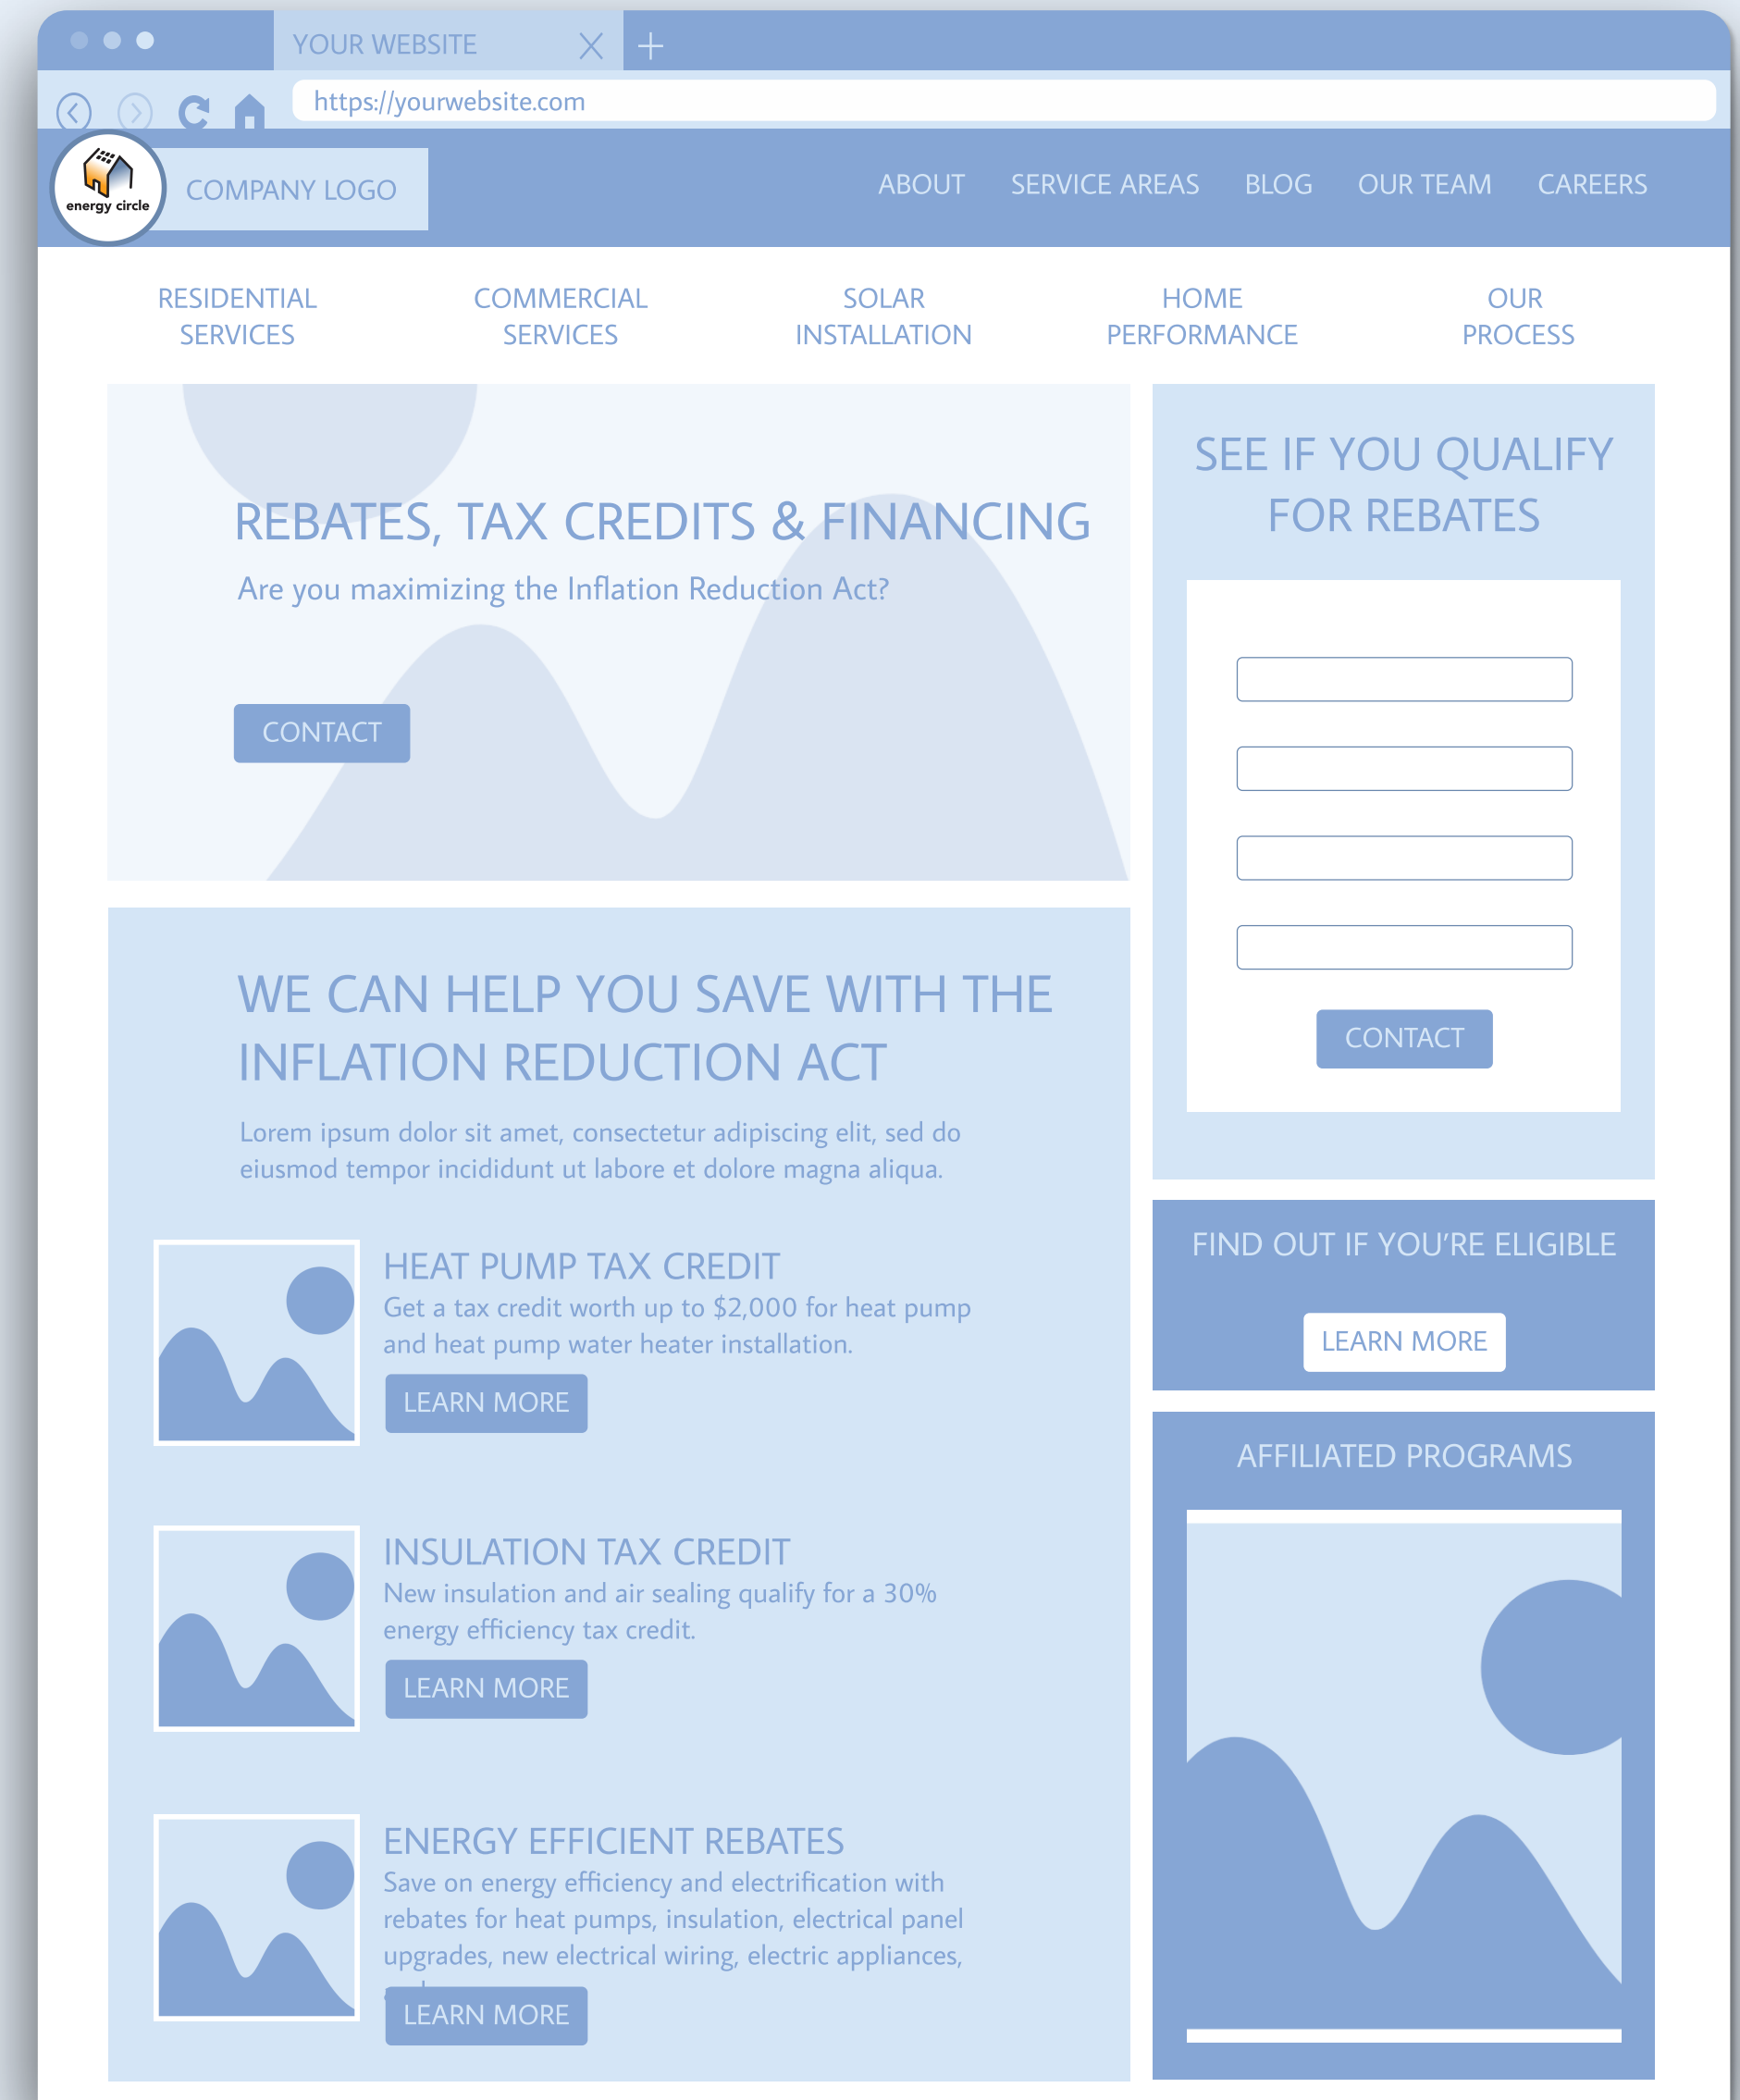 YOUR WEBSITE
https://yourwebsite.com
energy circle
COMPANY LOGO
ABOUT SERVICE AREAS BLOG OUR TEAM CAREERS
RESIDENTIAL
SERVICES
COMMERCIAL
SERVICES
SOLAR
INSTALLATION
HOME
PERFORMANCE
OUR
PROCESS
REBATES, TAX CREDITS & FINANCING
Are you maximizing the Inflation Reduction Act?
CONTACT
WE CAN HELP YOU SAVE WITH THE
INFLATION REDUCTION ACT
Lorem ipsum dolor sit amet, consectetur adipiscing elit, sed do
eiusmod tempor incididunt ut labore et dolore magna aliqua.
HEAT PUMP TAX CREDIT
Get a tax credit worth up to $2,000 for heat pump
and heat pump water heater installation.
LEARN MORE
INSULATION TAX CREDIT
New insulation and air sealing qualify for a 30%
energy efficiency tax credit.
LEARN MORE
ENERGY EFFICIENT REBATES
Save on energy efficiency and electrification with
rebates for heat pumps, insulation, electrical panel
upgrades, new electrical wiring, electric appliances,
LEARN MORE
SEE IF YOU QUALIFY
FOR REBATES
CONTACT
FIND OUT IF YOU'RE ELIGIBLE
LEARN MORE
AFFILIATED PROGRAMS